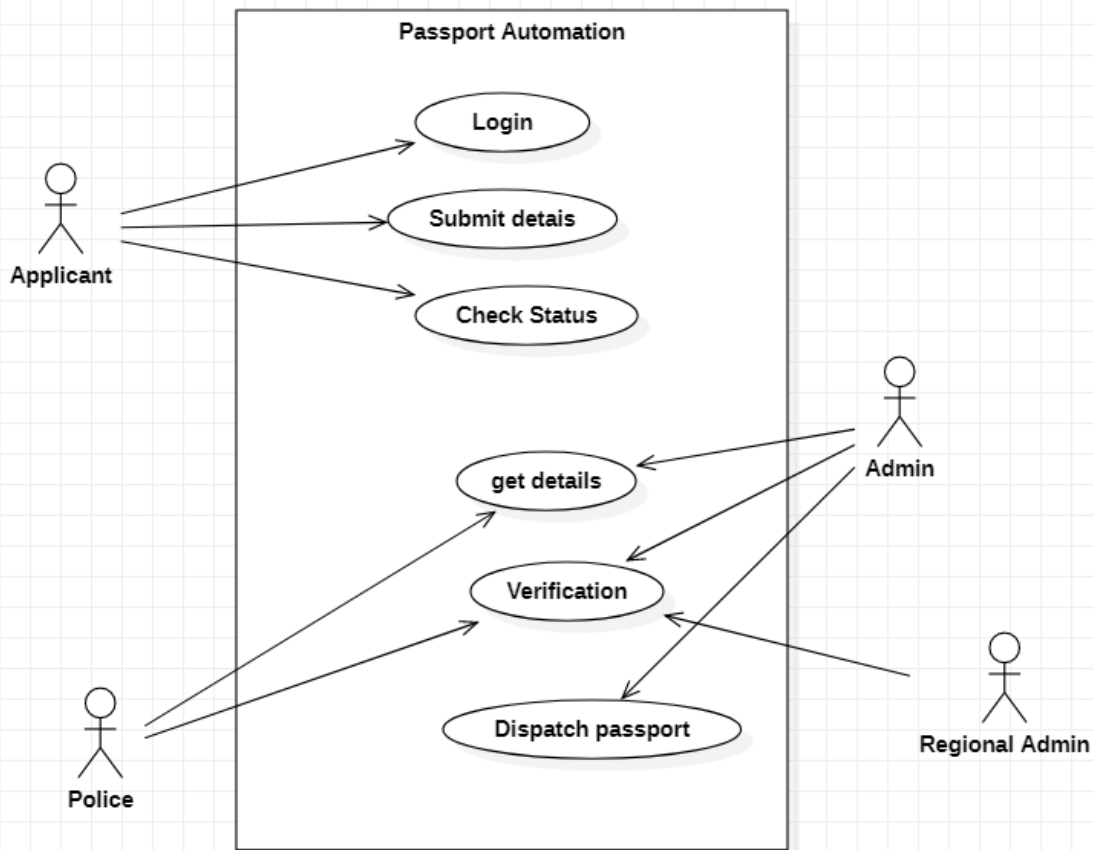 Passport Automation
Login
Submit detais
Applicant
Check Status
Admin
get details
Verification
Dispatch passport
Regional Admin
Police